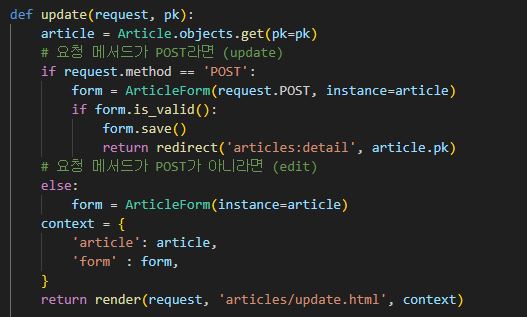 def update(request, pk):
    article = Article.objects.get(pk=pk)
    # 요청 메서드가 POST라면 (update)
    if request.method == 'POST':
        form = ArticleForm(request.POST, instance=article)
        if form.is_valid():
            form.save()
            return redirect('articles:detail', article.pk)
    # 요청 메서드가 POST가 아니라면 (edit)
    else:
        form = ArticleForm(instance=article)
    context = {
        'article': article,
        'form' : form,
    }
    return render(request, 'articles/update.html', context)